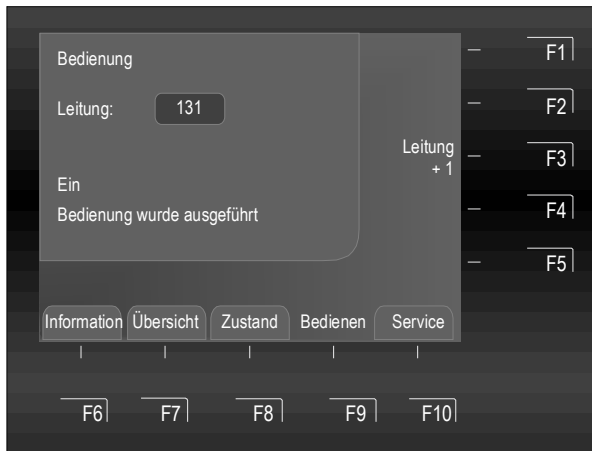 Bedienung
Leitung: 131
Ein
Bedienung wurde ausgeführt
Leitung
+ 1
F1
F2
F3
F4
F5
Information Übersicht Zustand Bedienen Service
F6 F7 F8 F9 F10